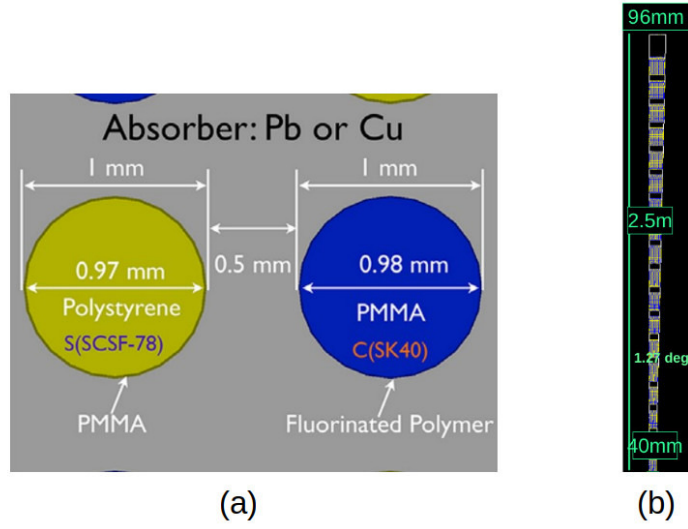 Absorber: Pb or Cu
1 mm
1 mm
0.5 mm
0.97 mm
Polystyrene
S(SCSF-78)
0.98 mm
PMMA
C(SK40)
PMMA
Fluorinated Polymer
(a)
96mm
2.5m
1.27 deg
40mm
(b)